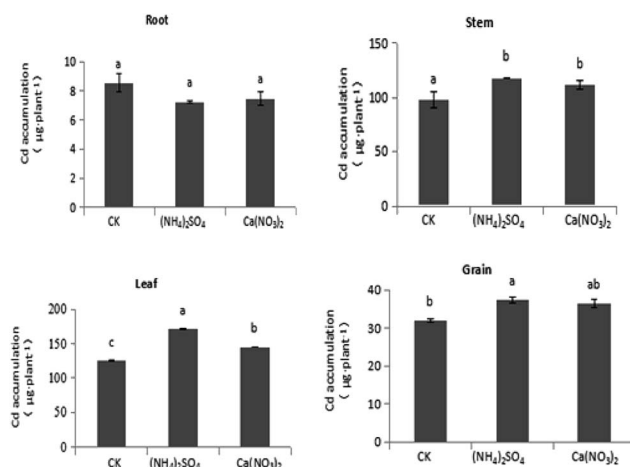 Root
Cd accumulation
( μg·plant⁻¹)
10
8
6
4
2
0
a
a
a
CK
(NH₄)₂SO₄
Ca(NO₃)₂
Stem
Cd accumulation
( μg·plant⁻¹)
150
100
50
0
a
b
b
CK
(NH₄)₂SO₄
Ca(NO₃)₂
Leaf
Cd accumulation
( μg·plant⁻¹)
200
150
100
50
0
c
a
b
CK
(NH₄)₂SO₄
Ca(NO₃)₂
Grain
Cd accumulation
( μg·plant⁻¹)
40
30
20
10
0
b
a
ab
CK
(NH₄)₂SO₄
Ca(NO₃)₂